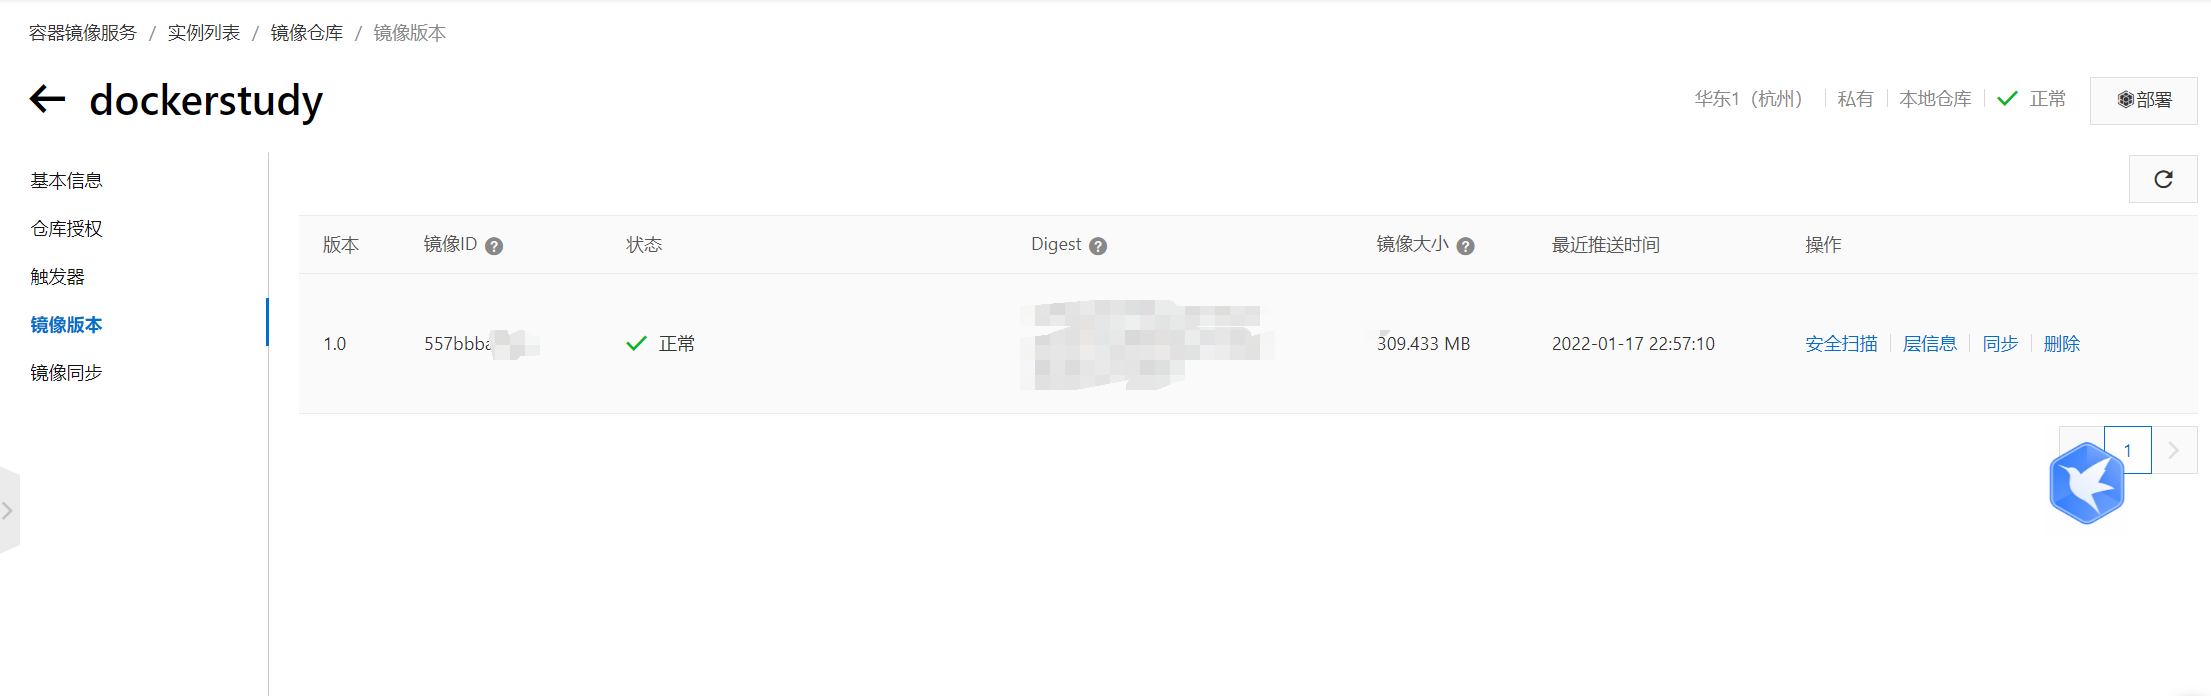 容器镜像服务 / 实例列表 / 镜像仓库 / 镜像版本
dockerstudy
华东1（杭州） 私有 本地仓库 正常 部署
基本信息
仓库授权
触发器
镜像版本
镜像同步
版本 镜像ID 状态 Digest 镜像大小 最近推送时间 操作
1.0 557bbba 正常 309.433 MB 2022-01-17 22:57:10 安全扫描 层信息 同步 删除
1